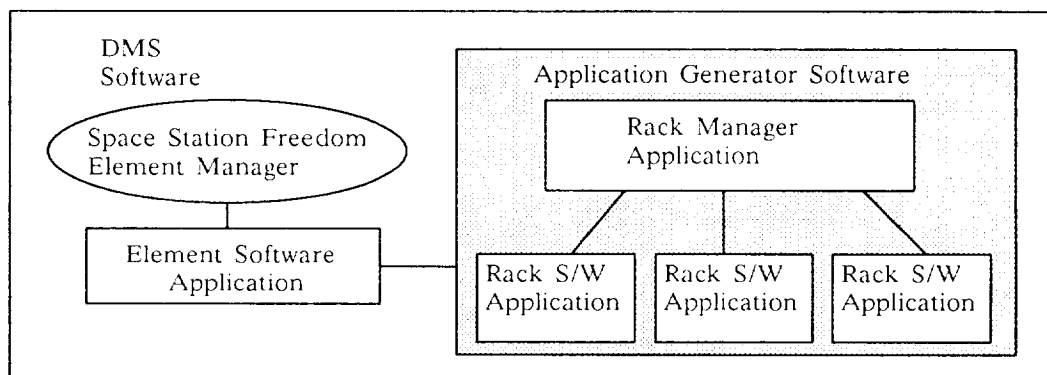 DMS
Software
Space Station Freedom
Element Manager
Element Software
Application
Application Generator Software
Rack Manager
Application
Rack S/W
Application
Rack S/W
Application
Rack S/W
Application